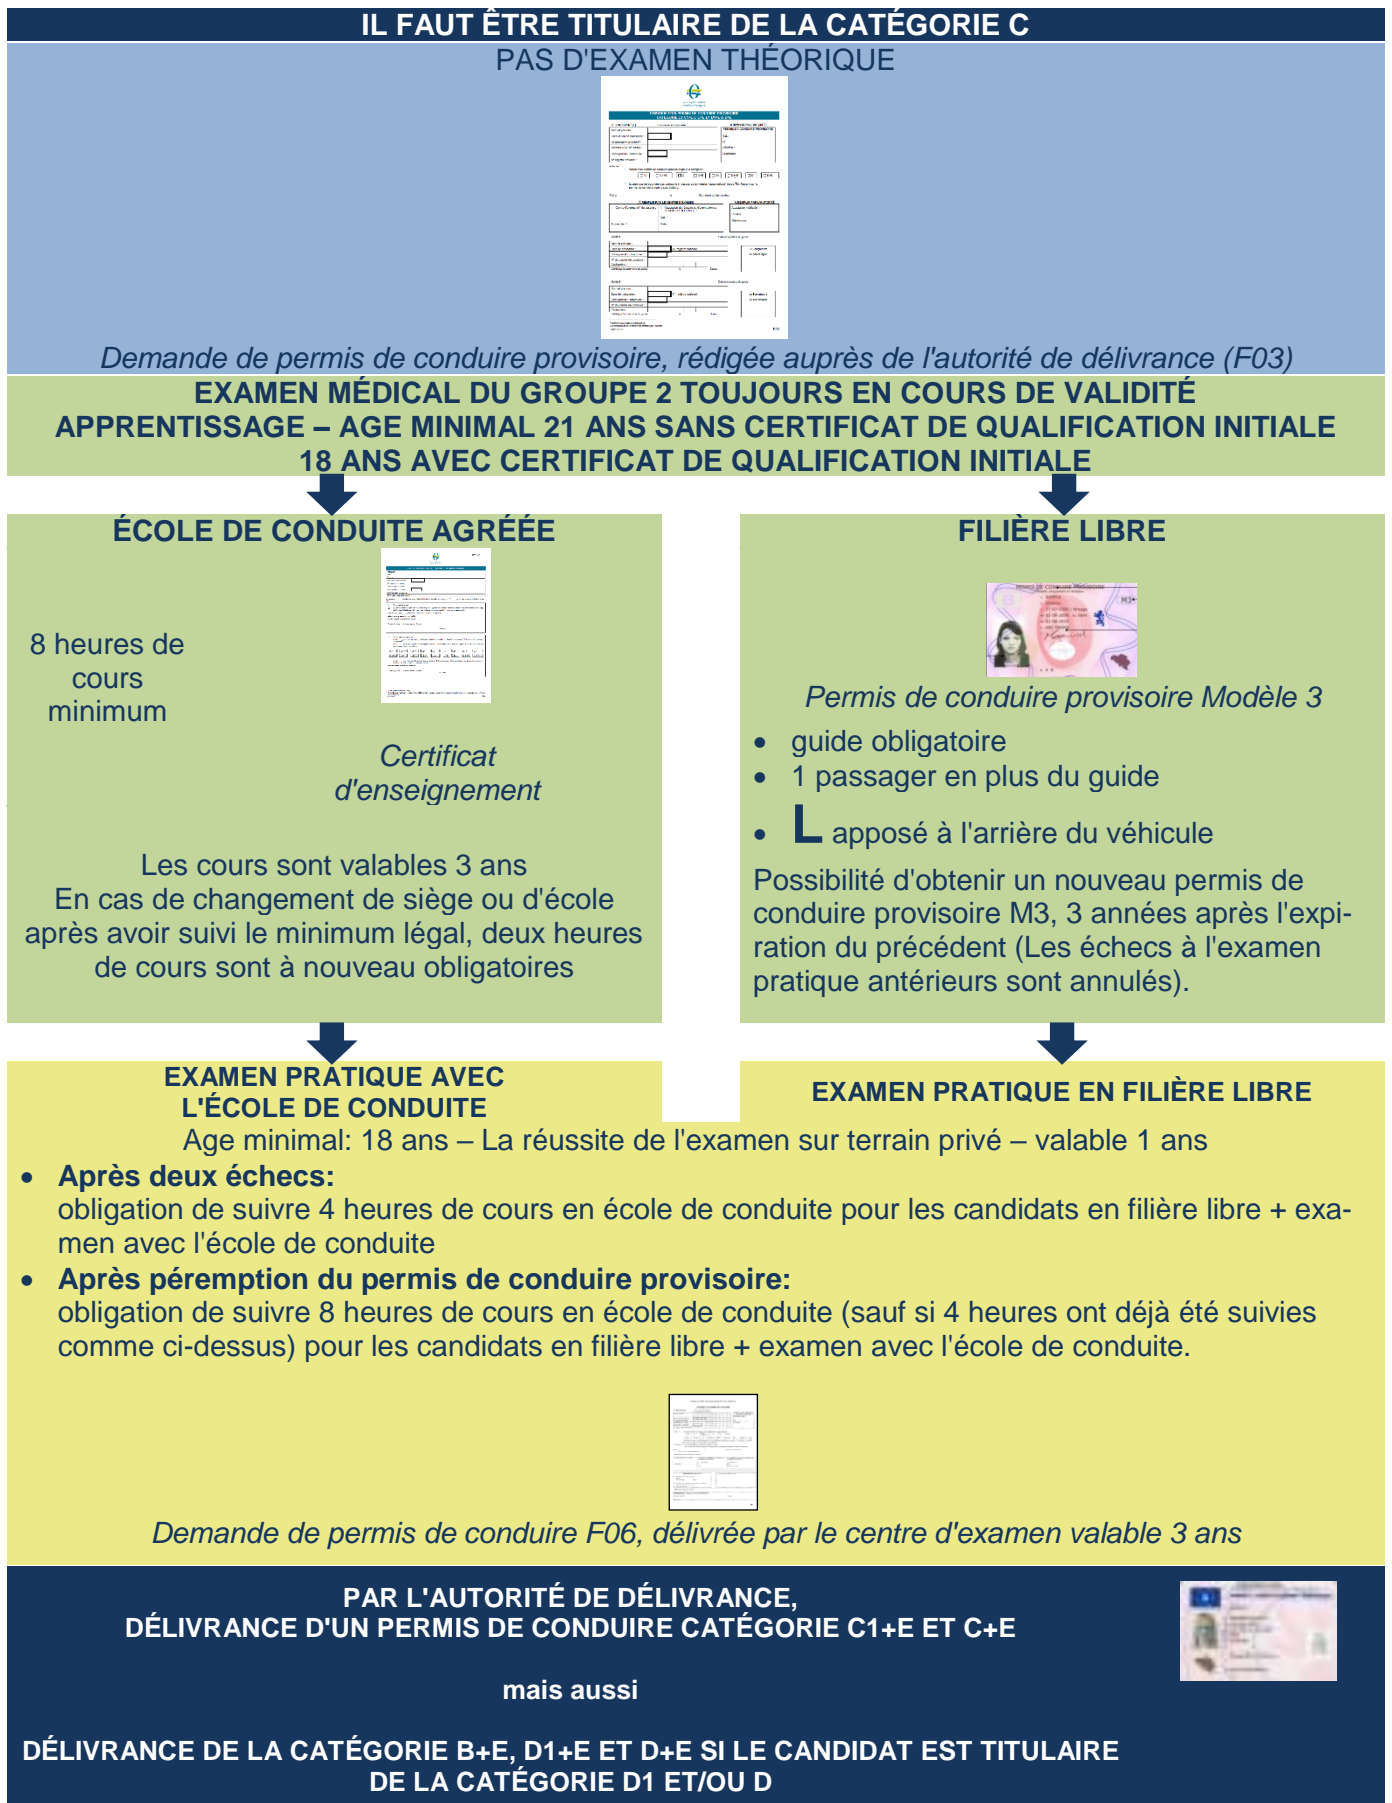 IL FAUT ÊTRE TITULAIRE DE LA CATÉGORIE C
PAS D'EXAMEN THÉORIQUE
Demande de permis de conduire provisoire, rédigée auprès de l'autorité de délivrance (F03)
EXAMEN MÉDICAL DU GROUPE 2 TOUJOURS EN COURS DE VALIDITÉ
APPRENTISSAGE – AGE MINIMAL 21 ANS SANS CERTIFICAT DE QUALIFICATION INITIALE
18 ANS AVEC CERTIFICAT DE QUALIFICATION INITIALE
ÉCOLE DE CONDUITE AGRÉÉE
8 heures de
cours
minimum
Certificat
d'enseignement
Les cours sont valables 3 ans
En cas de changement de siège ou d'école
après avoir suivi le minimum légal, deux heures
de cours sont à nouveau obligatoires
FILIÈRE LIBRE
PERMIS DE CONDUIRE PROVISOIRE
M3
Permis de conduire provisoire Modèle 3
• guide obligatoire
• 1 passager en plus du guide
• L apposé à l'arrière du véhicule
Possibilité d'obtenir un nouveau permis de
conduire provisoire M3, 3 années après l'expi-
ration du précédent (Les échecs à l'examen
pratique antérieurs sont annulés).
EXAMEN PRATIQUE AVEC
L'ÉCOLE DE CONDUITE
EXAMEN PRATIQUE EN FILIÈRE LIBRE
Age minimal: 18 ans – La réussite de l'examen sur terrain privé – valable 1 ans
• Après deux échecs:
obligation de suivre 4 heures de cours en école de conduite pour les candidats en filière libre + exa-
men avec l'école de conduite
• Après péremption du permis de conduire provisoire:
obligation de suivre 8 heures de cours en école de conduite (sauf si 4 heures ont déjà été suivies
comme ci-dessus) pour les candidats en filière libre + examen avec l'école de conduite.
Demande de permis de conduire F06, délivrée par le centre d'examen valable 3 ans
PAR L'AUTORITÉ DE DÉLIVRANCE,
DÉLIVRANCE D'UN PERMIS DE CONDUIRE CATÉGORIE C1+E ET C+E
mais aussi
DÉLIVRANCE DE LA CATÉGORIE B+E, D1+E ET D+E SI LE CANDIDAT EST TITULAIRE
DE LA CATÉGORIE D1 ET/OU D